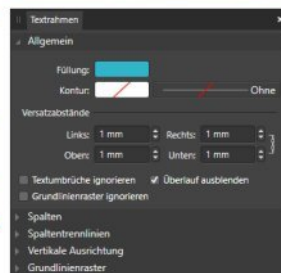 Textrahmen
Allgemein
Füllung:
Kontur: Ohne
Versatzabstände
Links: 1 mm Rechts: 1 mm
Oben: 1 mm Unten: 1 mm
Textumbrüche ignorieren Überlauf ausblenden
Grundlinienraster ignorieren
Spalten
Spaltentrennlinien
Vertikale Ausrichtung
Grundlinienraster